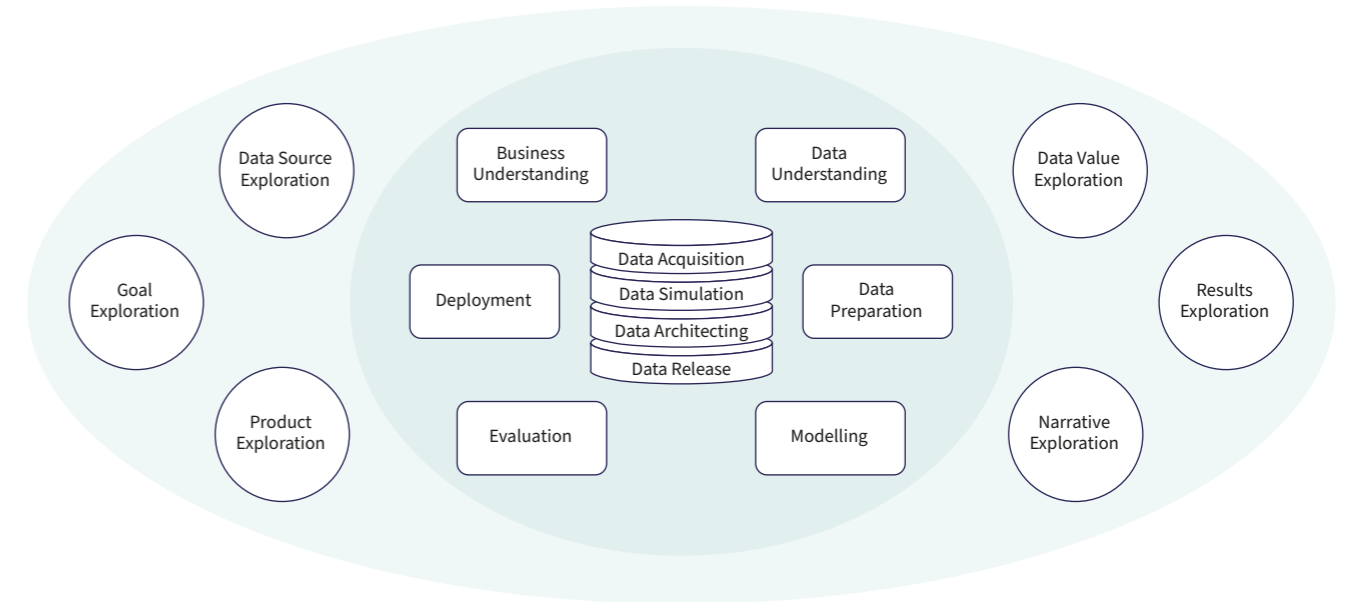 Data Source
Exploration
Business
Understanding
Data
Understanding
Data Value
Exploration
Goal
Exploration
Deployment
Data Acquisition
Data Simulation
Data Architecting
Data Release
Data
Preparation
Results
Exploration
Product
Exploration
Evaluation
Modelling
Narrative
Exploration